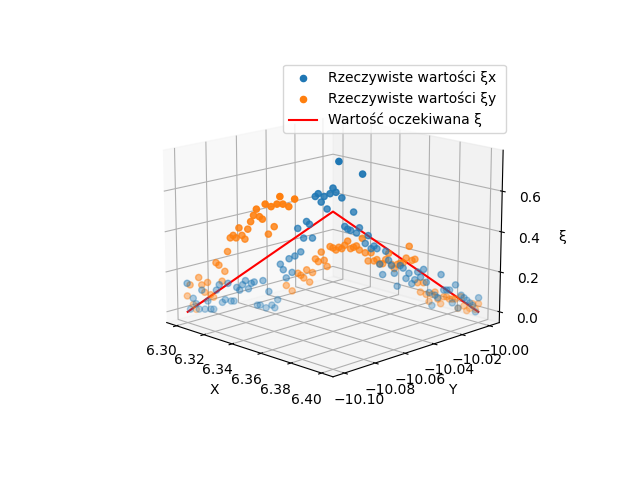 Rzeczywiste wartości ξx
Rzeczywiste wartości ξy
Wartość oczekiwana ξ
0.6
ξ
0.4
0.2
0.0
6.30
6.32
6.34
6.36
6.38
6.40
X
−10.00
−10.02
−10.04
−10.06
−10.08
−10.10
Y